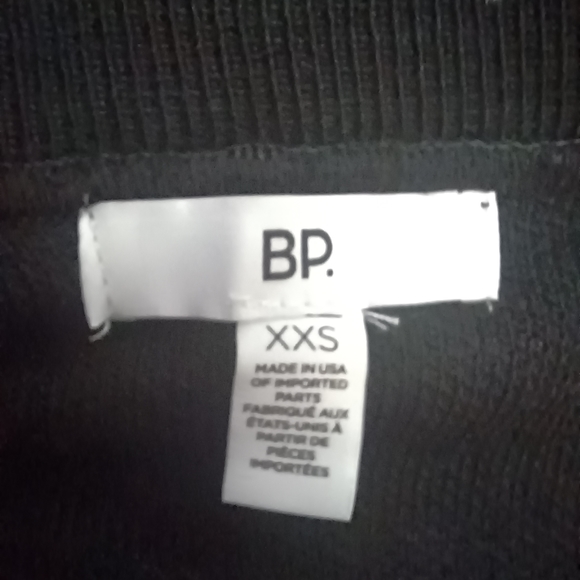 BP.
XXS
MADE IN USA
OF IMPORTED
PARTS
FABRIQUÉ AUX
ÉTATS-UNIS À
PARTIR DE
PIÈCES
IMPORTÉES